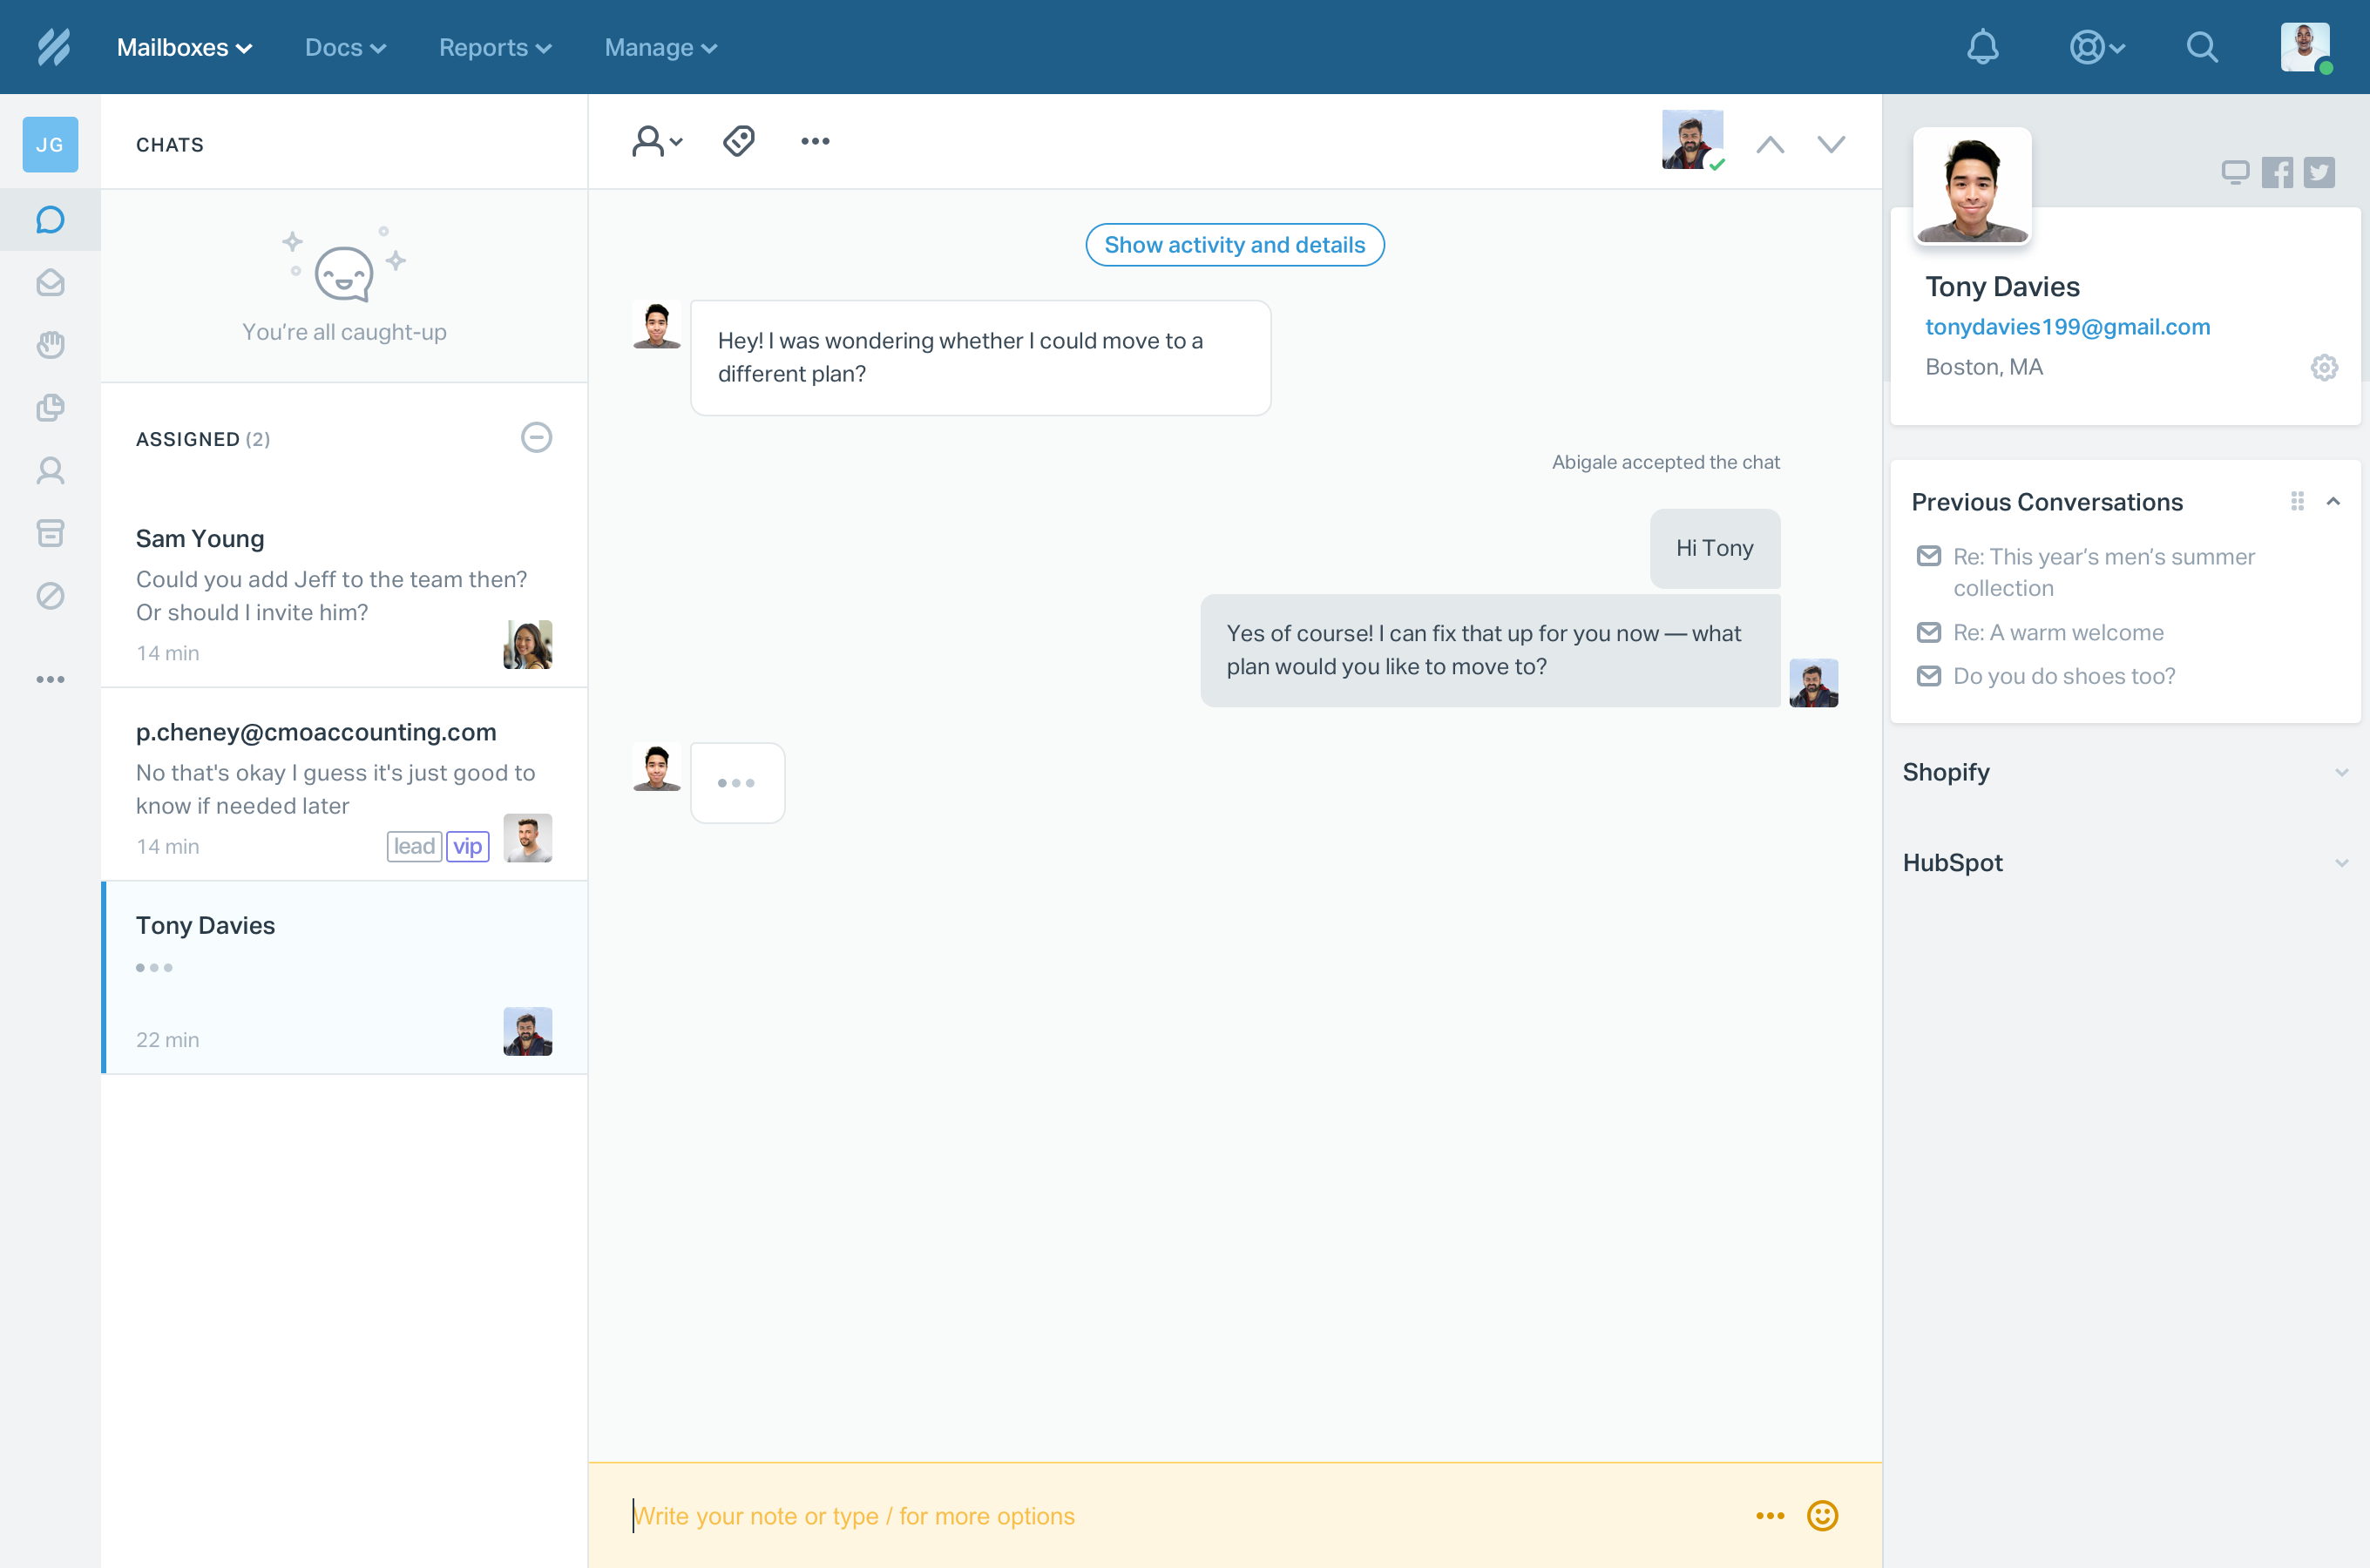 Mailboxes Docs Reports Manage
JG
CHATS
You’re all caught-up
ASSIGNED (2)
Sam Young
Could you add Jeff to the team then?
Or should I invite him?
14 min
p.cheney@cmoaccounting.com
No that's okay I guess it's just good to
know if needed later
14 min lead vip
Tony Davies
22 min
Show activity and details
Hey! I was wondering whether I could move to a
different plan?
Abigale accepted the chat
Hi Tony
Yes of course! I can fix that up for you now — what
plan would you like to move to?
Write your note or type / for more options
Tony Davies
tonydavies199@gmail.com
Boston, MA
Previous Conversations
Re: This year’s men’s summer
collection
Re: A warm welcome
Do you do shoes too?
Shopify
HubSpot